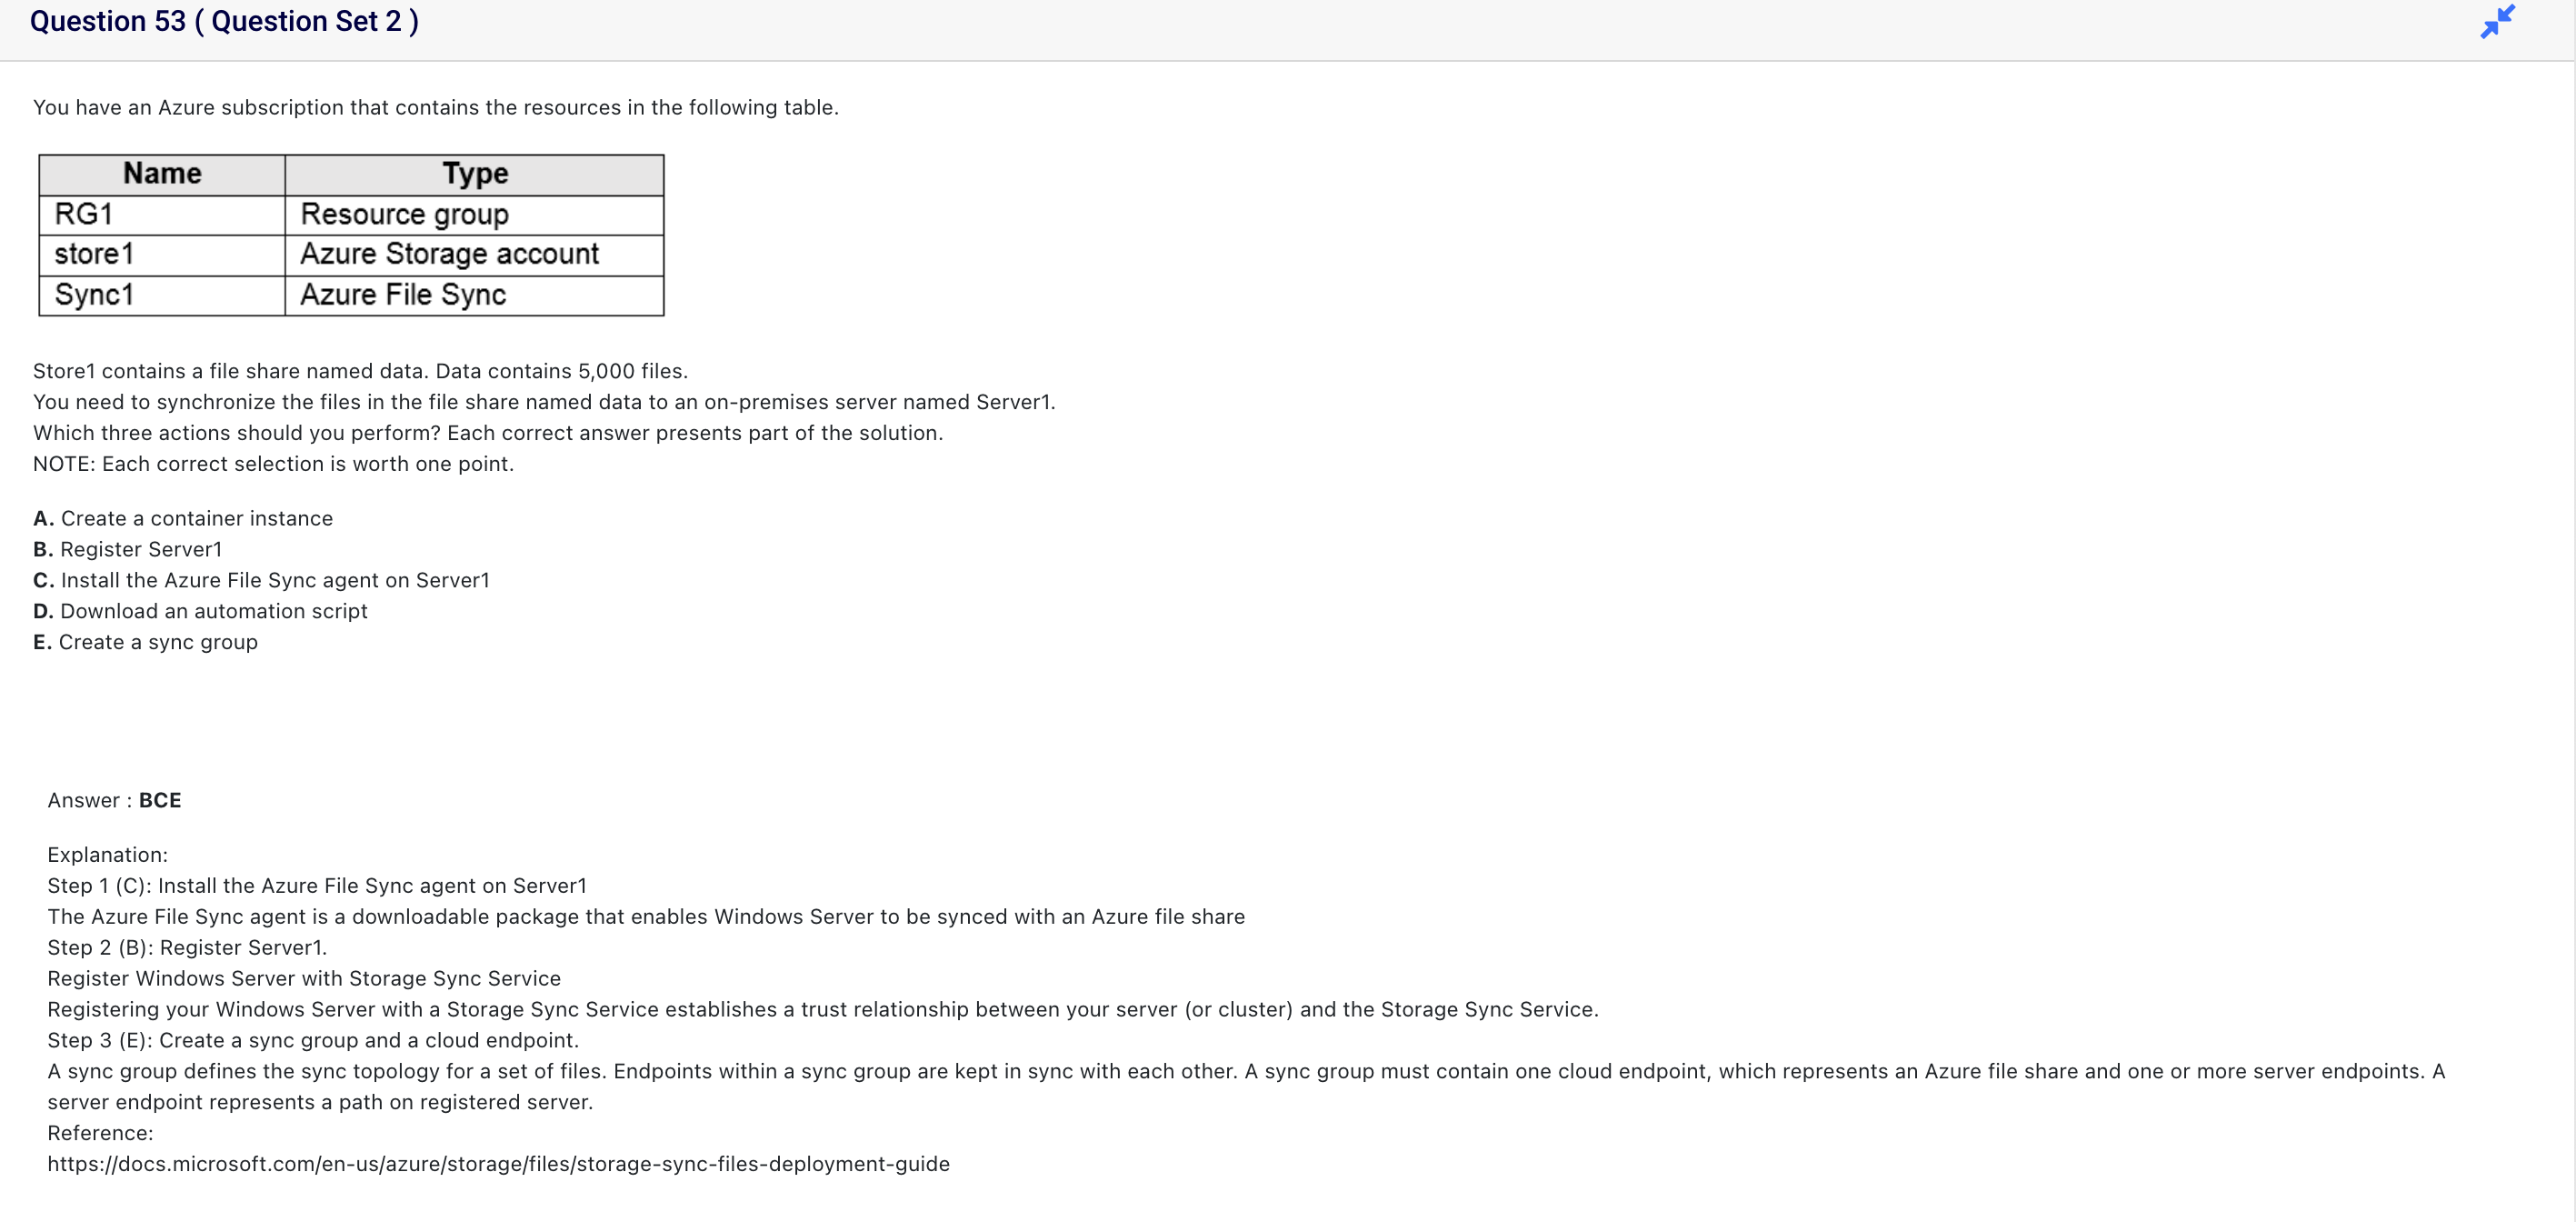 Question 53 ( Question Set 2 )
You have an Azure subscription that contains the resources in the following table.
Name Type
RG1 Resource group
store1 Azure Storage account
Sync1 Azure File Sync
Store1 contains a file share named data. Data contains 5,000 files.
You need to synchronize the files in the file share named data to an on-premises server named Server1.
Which three actions should you perform? Each correct answer presents part of the solution.
NOTE: Each correct selection is worth one point.
A. Create a container instance
B. Register Server1
C. Install the Azure File Sync agent on Server1
D. Download an automation script
E. Create a sync group
Answer : BCE
Explanation:
Step 1 (C): Install the Azure File Sync agent on Server1
The Azure File Sync agent is a downloadable package that enables Windows Server to be synced with an Azure file share
Step 2 (B): Register Server1.
Register Windows Server with Storage Sync Service
Registering your Windows Server with a Storage Sync Service establishes a trust relationship between your server (or cluster) and the Storage Sync Service.
Step 3 (E): Create a sync group and a cloud endpoint.
A sync group defines the sync topology for a set of files. Endpoints within a sync group are kept in sync with each other. A sync group must contain one cloud endpoint, which represents an Azure file share and one or more server endpoints. A
server endpoint represents a path on registered server.
Reference:
https://docs.microsoft.com/en-us/azure/storage/files/storage-sync-files-deployment-guide